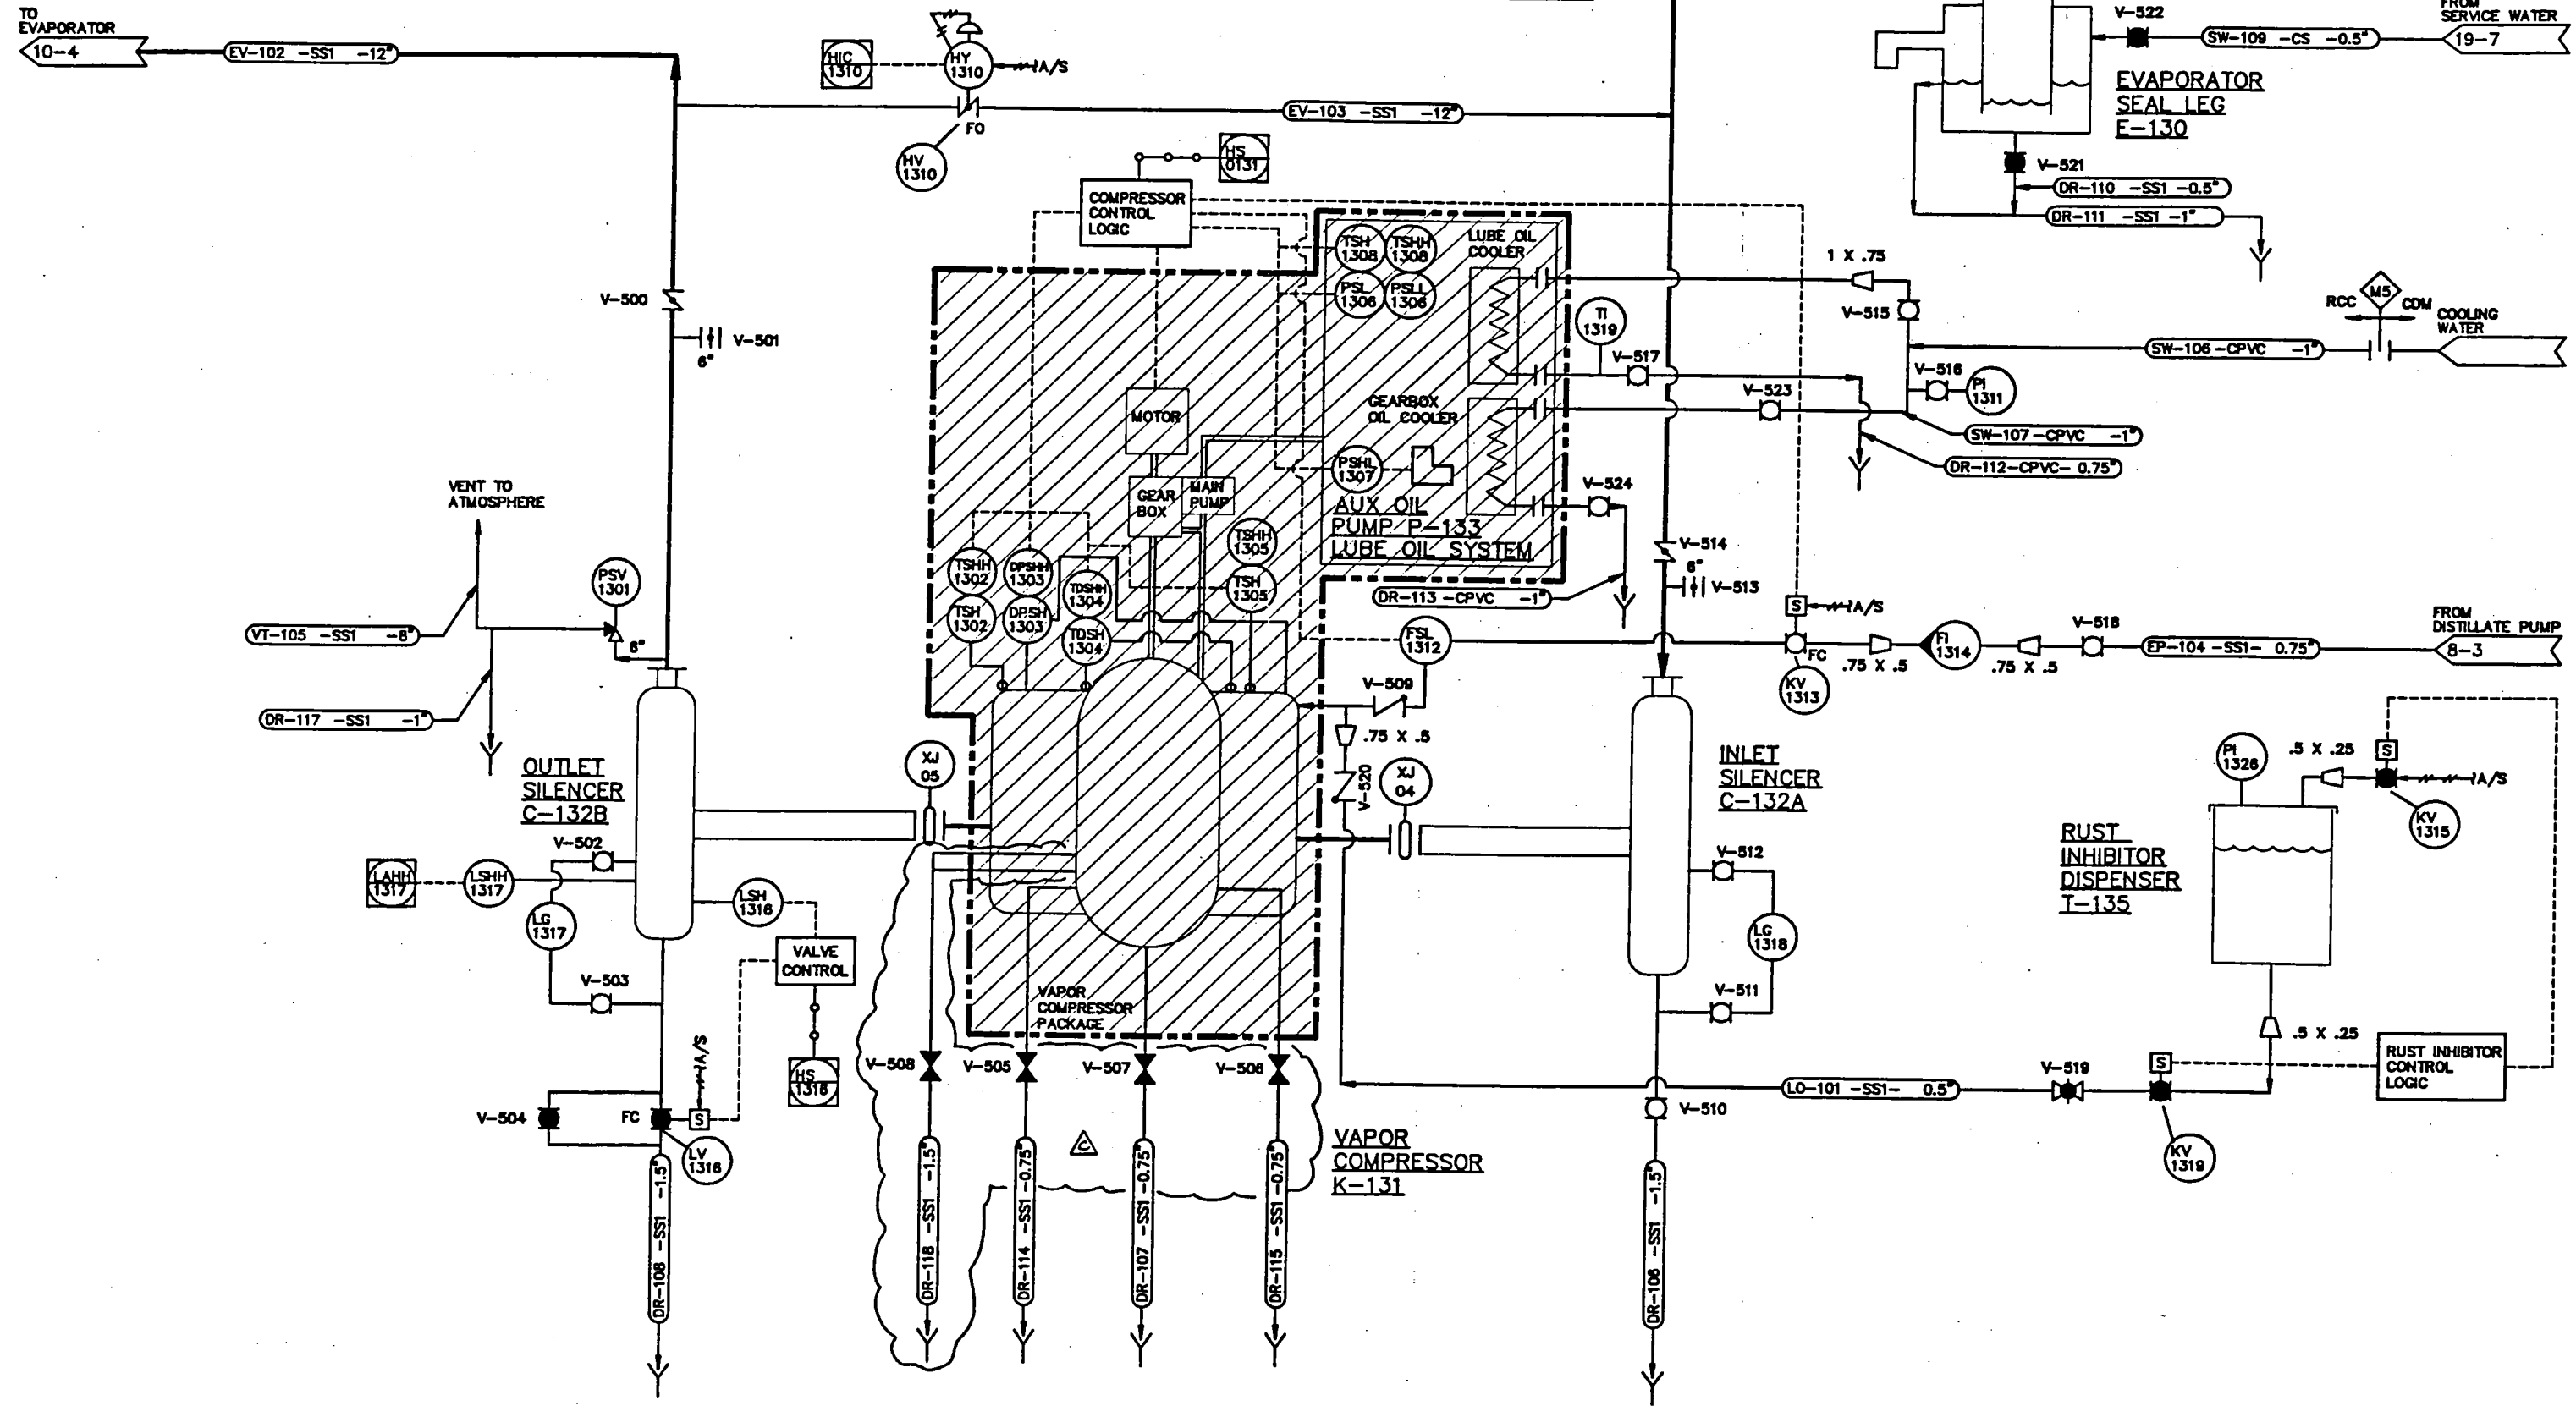 TO
EVAPORATOR
10-4
EV-102 -SS1 -12"
HIC
1310
HY
1310
A/S
FO
HV
1310
EV-103 -SS1 -12"
HS
0131
COMPRESSOR
CONTROL
LOGIC
V-522
FROM
SERVICE WATER
SW-109 -CS -0.5"
19-7
EVAPORATOR
SEAL LEG
E-130
V-521
DR-110 -SS1 -0.5"
DR-111 -SS1 -1"
V-500
V-501
6"
TSH
1308
TSHH
1308
PSL
1306
PSLL
1306
LUBE OIL
COOLER
TI
1319
V-517
1 X .75
V-515
RCC
M5
CDM
COOLING
WATER
SW-106-CPVC -1"
V-516
PI
1311
V-523
SW-107-CPVC -1"
DR-112-CPVC- 0.75"
MOTOR
GEARBOX
OIL COOLER
PSHL
1307
GEAR
BOX
MAIN
PUMP
AUX OIL
PUMP P-133
LUBE OIL SYSTEM
V-524
DR-113 -CPVC -1"
V-514
6"
V-513
VENT TO
ATMOSPHERE
PSV
1301
6"
VT-105 -SS1 -8"
DR-117 -SS1 -1"
TSHH
1302
DPSHH
1303
TDSHH
1304
TSHH
1305
TSH
1302
DPSH
1303
TDSH
1304
TSH
1305
FSL
1312
S
A/S
FC
KV
1313
.75 X .5
FI
1314
.75 X .5
V-518
EP-104 -SS1- 0.75"
FROM
DISTILLATE PUMP
8-3
V-509
.75 X .5
V-520
XJ
05
XJ
04
OUTLET
SILENCER
C-132B
INLET
SILENCER
C-132A
PI
1326
.5 X .25
S
A/S
KV
1315
RUST
INHIBITOR
DISPENSER
T-135
V-502
LAHH
1317
LSHH
1317
LG
1317
LSH
1316
VALVE
CONTROL
V-503
HS
1316
V-512
LG
1318
V-511
VAPOR
COMPRESSOR
PACKAGE
V-508
V-505
V-507
V-506
A/S
V-504
FC
S
LV
1316
C
VAPOR
COMPRESSOR
K-131
V-510
LO-101 -SS1- 0.5"
V-519
S
KV
1319
.5 X .25
RUST INHIBITOR
CONTROL
LOGIC
DR-108 -SS1 -1.5"
DR-118 -SS1 -1.5"
DR-114 -SS1 -0.75"
DR-107 -SS1 -0.75"
DR-115 -SS1 -0.75"
DR-106 -SS1 -1.5"